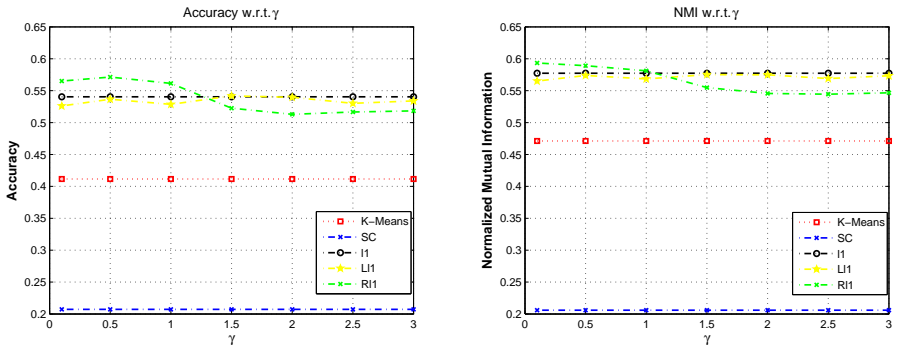 Accuracy w.r.t. γ
0.65
0.6
0.55
0.5
0.45
0.4
0.35
0.3
0.25
0.2
Accuracy
0 0.5 1 1.5 2 2.5 3
γ
K-Means
SC
l1
Ll1
Rl1
NMI w.r.t. γ
0.65
0.6
0.55
0.5
0.45
0.4
0.35
0.3
0.25
0.2
Normalized Mutual Information
0 0.5 1 1.5 2 2.5 3
γ
K-Means
SC
l1
Ll1
Rl1